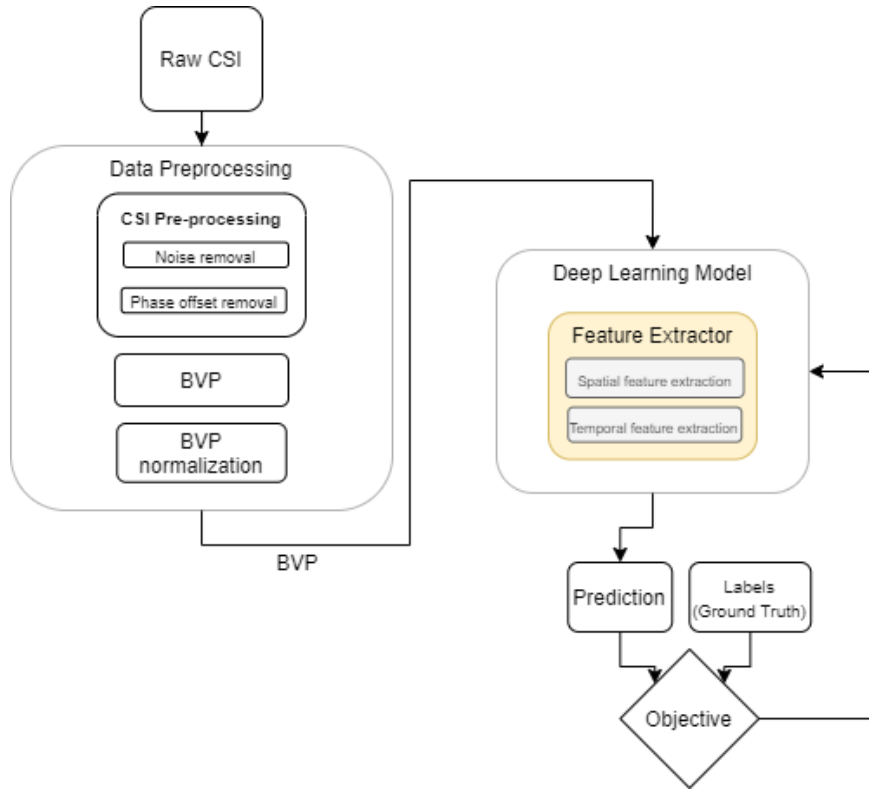 Raw CSI
Data Preprocessing
CSI Pre-processing
Noise removal
Phase offset removal
BVP
BVP
normalization
BVP
Deep Learning Model
Feature Extractor
Spatial feature extraction
Temporal feature extraction
Prediction
Labels
(Ground Truth)
Objective